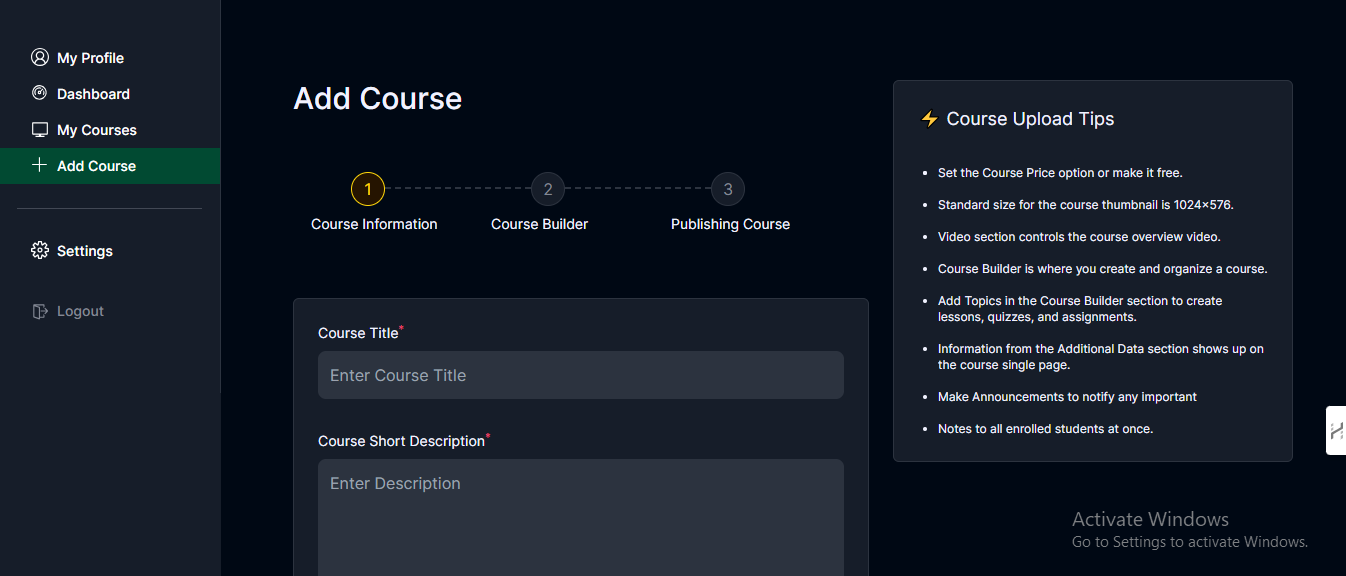 My Profile
Dashboard
My Courses
Add Course
Settings
Logout
Add Course
1
2
3
Course Information
Course Builder
Publishing Course
Course Title*
Enter Course Title
Course Short Description*
Enter Description
Course Upload Tips
Set the Course Price option or make it free.
Standard size for the course thumbnail is 1024×576.
Video section controls the course overview video.
Course Builder is where you create and organize a course.
Add Topics in the Course Builder section to create
lessons, quizzes, and assignments.
Information from the Additional Data section shows up on
the course single page.
Make Announcements to notify any important
Notes to all enrolled students at once.
Activate Windows
Go to Settings to activate Windows.